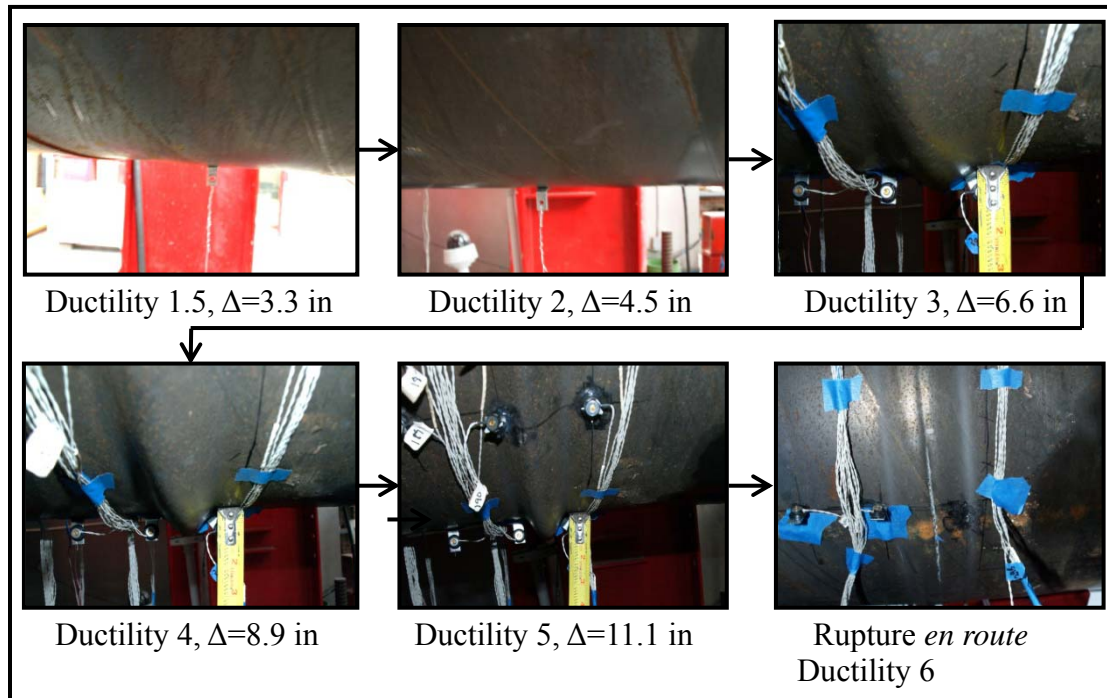 Ductility 1.5, Δ=3.3 in
Ductility 2, Δ=4.5 in
Ductility 3, Δ=6.6 in
Ductility 4, Δ=8.9 in
Ductility 5, Δ=11.1 in
Rupture en route
Ductility 6